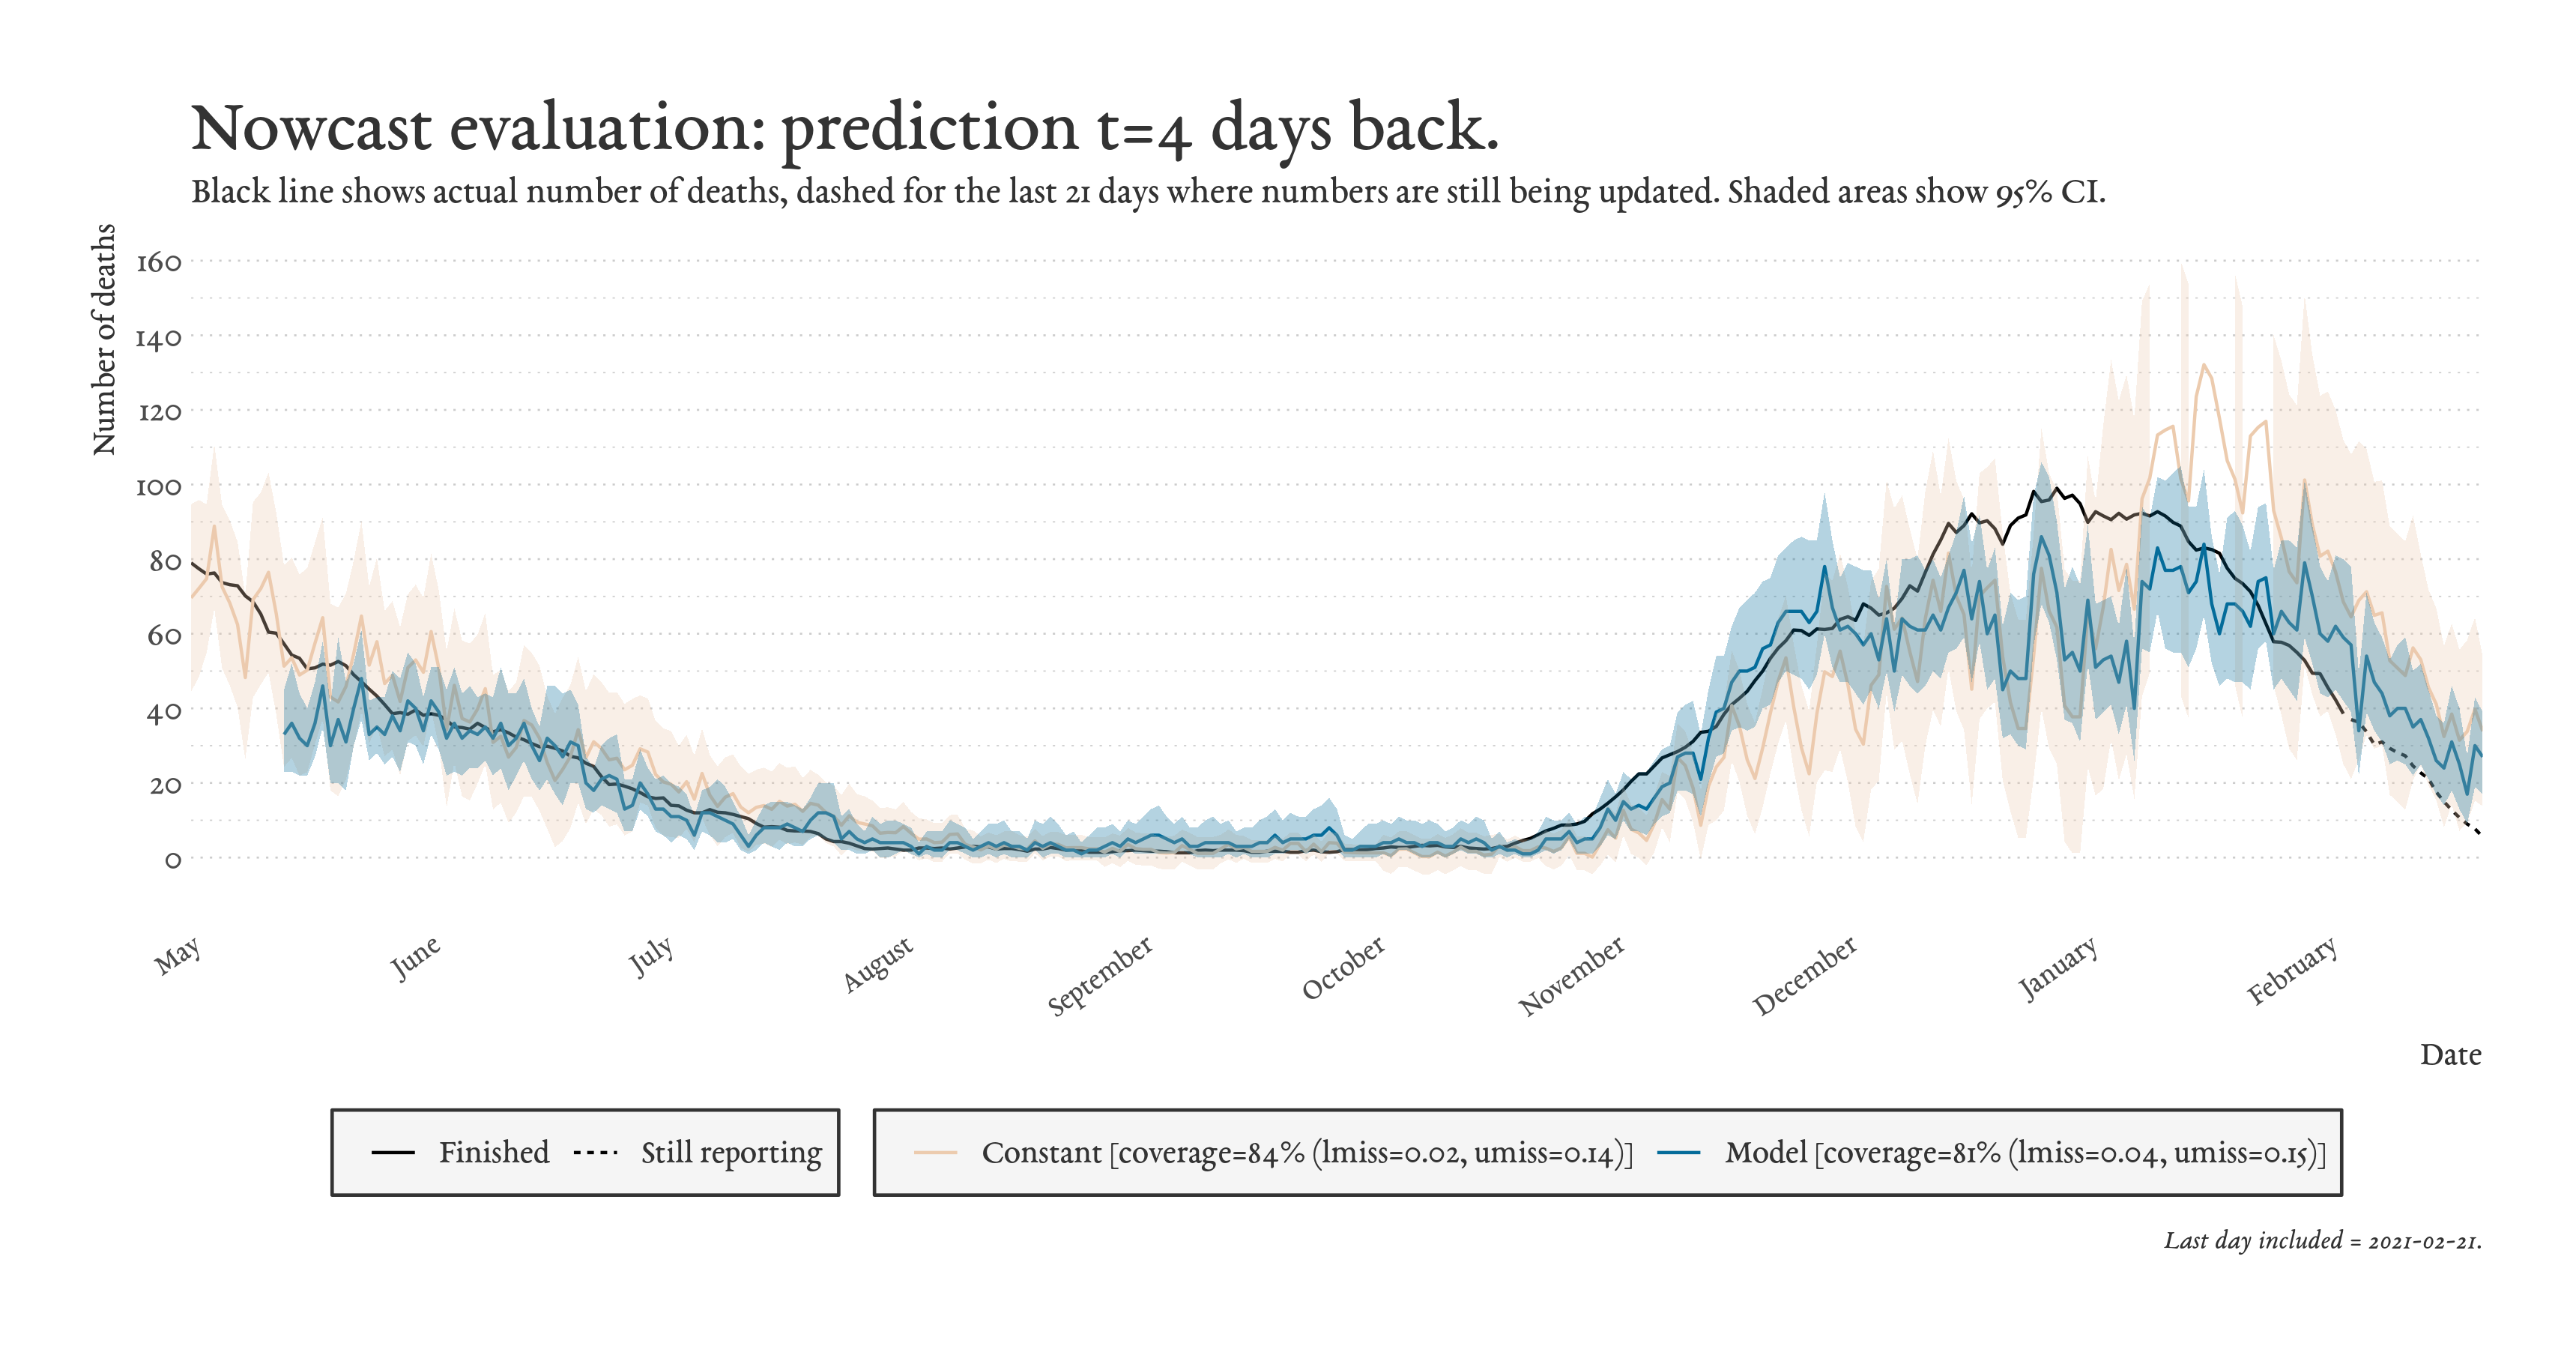 Nowcast evaluation: prediction t=4 days back.
Black line shows actual number of deaths, dashed for the last 21 days where numbers are still being updated. Shaded areas show 95% CI.
Number of deaths
160
140
120
100
80
60
40
20
0
May
June
July
August
September
October
November
December
January
February
Date
Finished
Still reporting
Constant [coverage=84% (lmiss=0.02, umiss=0.14)]
Model [coverage=81% (lmiss=0.04, umiss=0.15)]
Last day included = 2021-02-21.